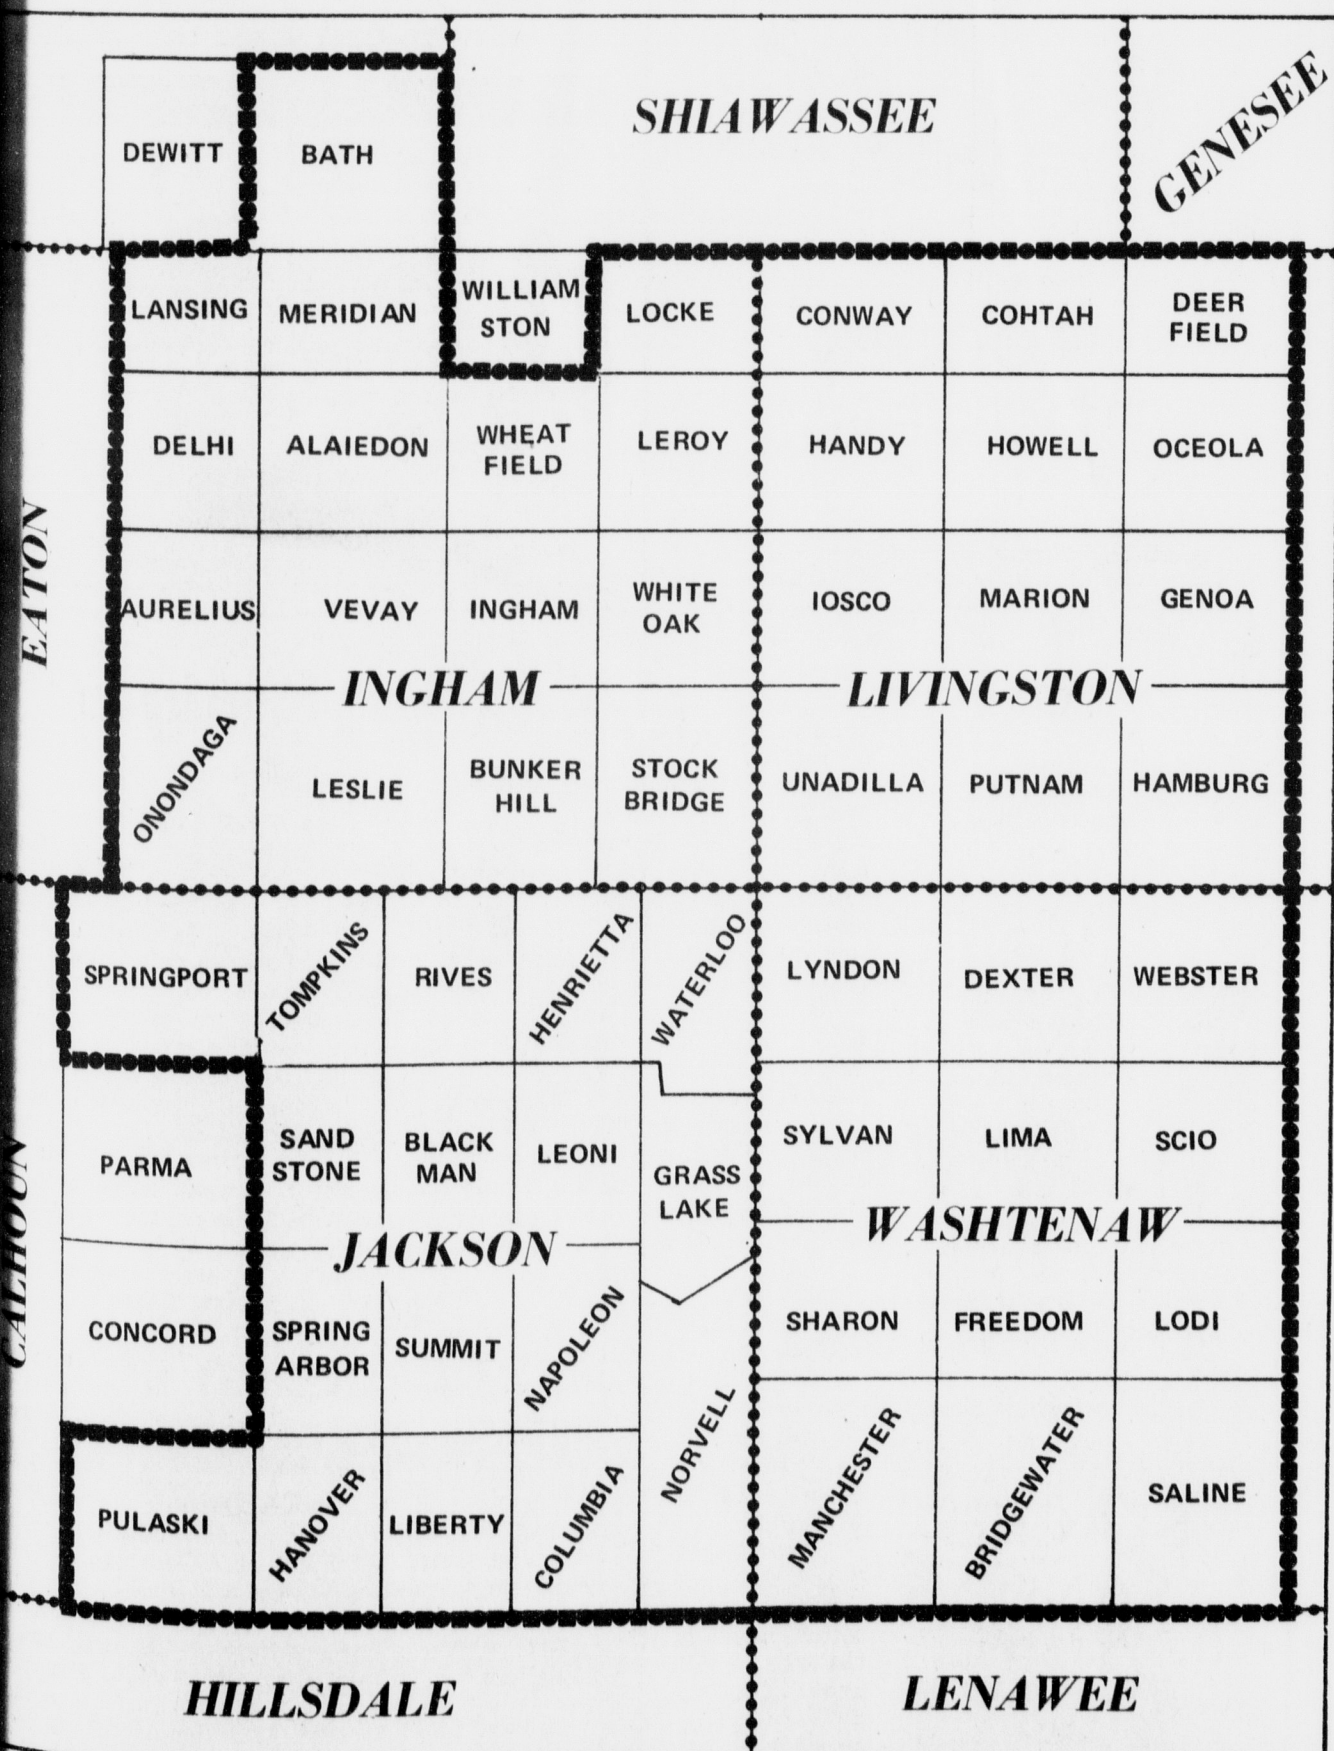 SHIAWASSEE
GENESEE
DEWITT
BATH
LANSING
MERIDIAN
WILLIAM
STON
LOCKE
CONWAY
COHTAH
DEER
FIELD
DELHI
ALAIEDON
WHEAT
FIELD
LEROY
HANDY
HOWELL
OCEOLA
EATON
AURELIUS
VEVAY
INGHAM
WHITE
OAK
IOSCO
MARION
GENOA
INGHAM
LIVINGSTON
ONONDAGA
LESLIE
BUNKER
HILL
STOCK
BRIDGE
UNADILLA
PUTNAM
HAMBURG
SPRINGPORT
TOMPKINS
RIVES
HENRIETTA
WATERLOO
LYNDON
DEXTER
WEBSTER
CALHOUN
PARMA
SAND
STONE
BLACK
MAN
LEONI
GRASS
LAKE
SYLVAN
LIMA
SCIO
JACKSON
WASHTENAW
CONCORD
SPRING
ARBOR
SUMMIT
NAPOLEON
NORVELL
SHARON
FREEDOM
LODI
PULASKI
HANOVER
LIBERTY
COLUMBIA
MANCHESTER
BRIDGEWATER
SALINE
HILLSDALE
LENAWEE